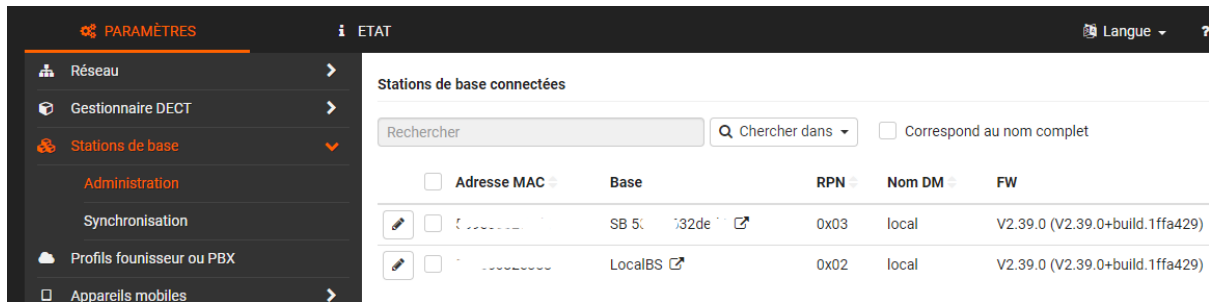 PARAMÈTRES
ETAT
Langue
?
Réseau
Gestionnaire DECT
Stations de base
Administration
Synchronisation
Profils founisseur ou PBX
Appareils mobiles
Stations de base connectées
Rechercher
Chercher dans
Correspond au nom complet
Adresse MAC Base RPN Nom DM FW
SB 0x03 local V2.39.0 (V2.39.0+build.1ffa429)
LocalBS 0x02 local V2.39.0 (V2.39.0+build.1ffa429)